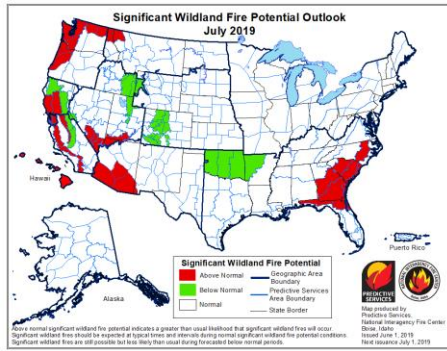 Significant Wildland Fire Potential Outlook
July 2019
Hawaii
Alaska
Puerto Rico
Significant Wildland Fire Potential
Above Normal
Below Normal
Normal
Geographic Area
Boundary
Predictive Services
Area Boundary
State Border
PREDICTIVE
SERVICES
Map produced by
Predictive Services,
National Interagency Fire Center
Boise, Idaho
Issued June 1, 2019
Next issuance July 1, 2019
Above normal significant wildland fire potential indicates a greater than usual likelihood that significant wildland fires will occur.
Significant wildland fires should be expected at typical times and intervals during normal significant wildland fire potential conditions.
Significant wildland fires are still possible but less likely than usual during forecasted below normal periods.